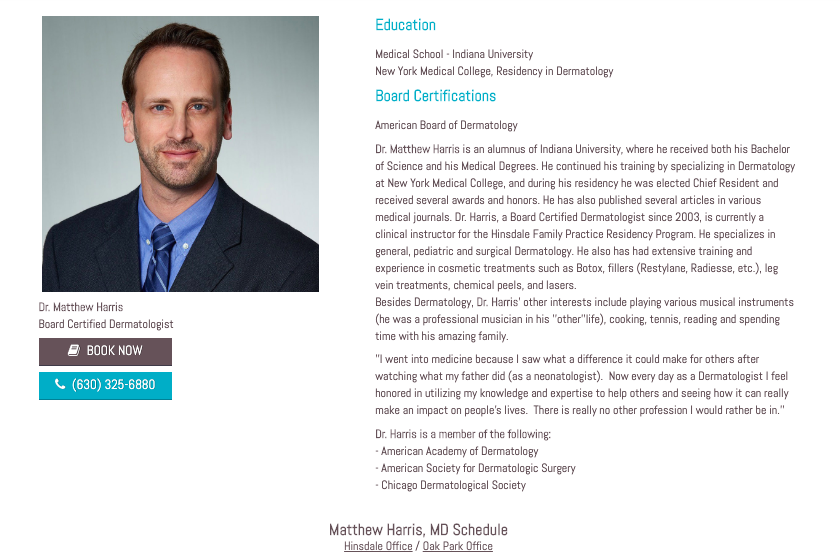 Dr. Matthew Harris
Board Certified Dermatologist
BOOK NOW
(630) 325-6880
Education
Medical School - Indiana University
New York Medical College, Residency in Dermatology
Board Certifications
American Board of Dermatology
Dr. Matthew Harris is an alumnus of Indiana University, where he received both his Bachelor
of Science and his Medical Degrees. He continued his training by specializing in Dermatology
at New York Medical College, and during his residency he was elected Chief Resident and
received several awards and honors. He has also published several articles in various
medical journals. Dr. Harris, a Board Certified Dermatologist since 2003, is currently a
clinical instructor for the Hinsdale Family Practice Residency Program. He specializes in
general, pediatric and surgical Dermatology. He also has had extensive training and
experience in cosmetic treatments such as Botox, fillers (Restylane, Radiesse, etc.), leg
vein treatments, chemical peels, and lasers.
Besides Dermatology, Dr. Harris' other interests include playing various musical instruments
(he was a professional musician in his "other"life), cooking, tennis, reading and spending
time with his amazing family.
"I went into medicine because I saw what a difference it could make for others after
watching what my father did (as a neonatologist). Now every day as a Dermatologist I feel
honored in utilizing my knowledge and expertise to help others and seeing how it can really
make an impact on people's lives. There is really no other profession I would rather be in."
Dr. Harris is a member of the following:
- American Academy of Dermatology
- American Society for Dermatologic Surgery
- Chicago Dermatological Society
Matthew Harris, MD Schedule
Hinsdale Office / Oak Park Office